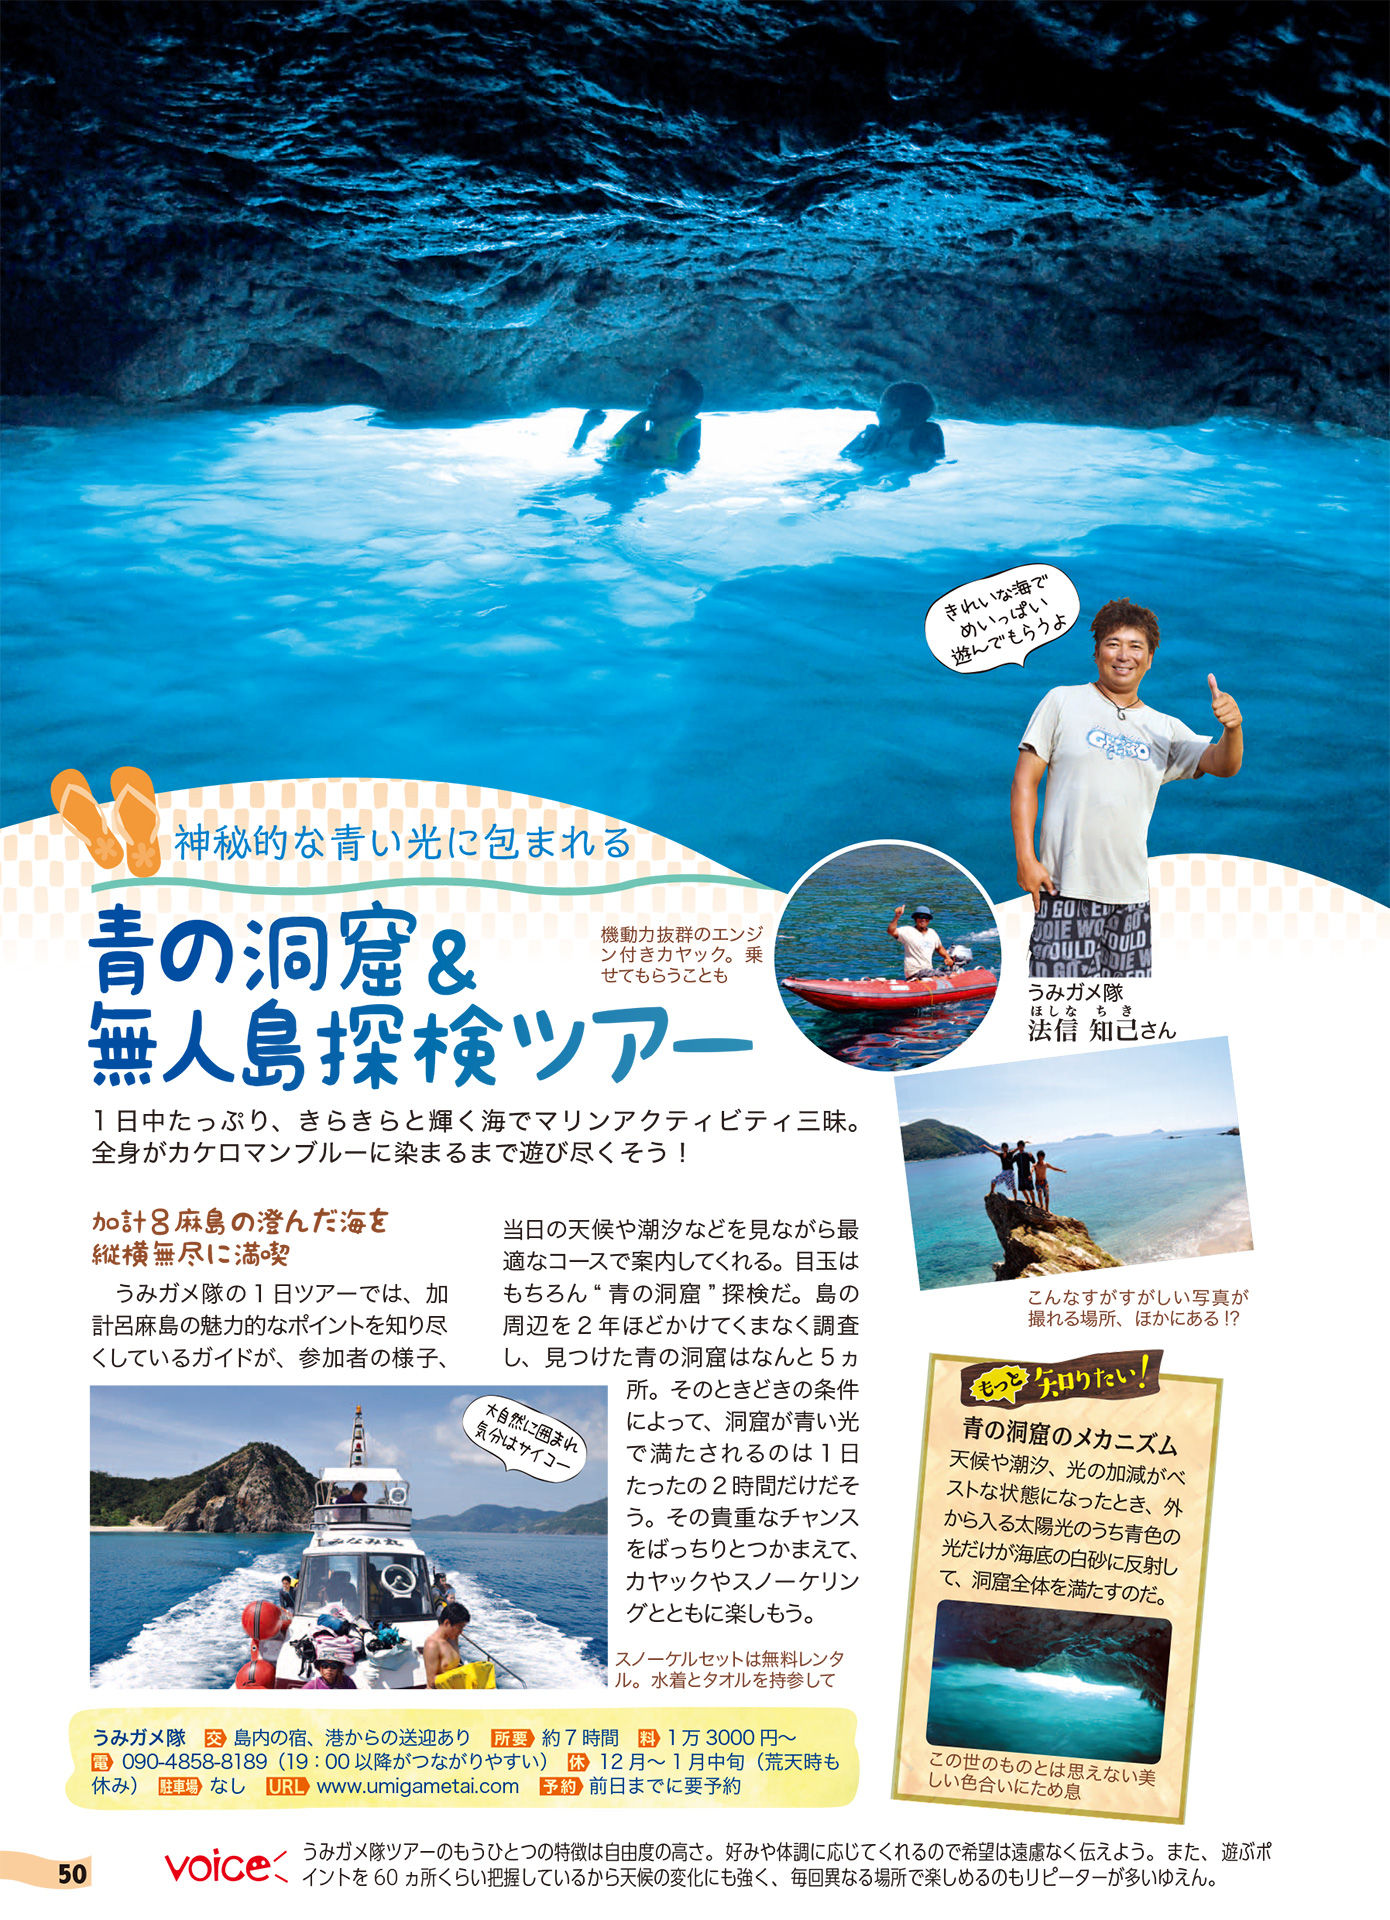 きれいな海で
めいっぱい
遊んでもらうよ
神秘的な青い光に包まれる
青の洞窟&
無人島探検ツアー
機動力抜群のエンジ
ン付きカヤック。乗
せてもらうことも
うみガメ隊
ほしな ちき
法信 知己さん
1日中たっぷり、きらきらと輝く海でマリンアクティビティ三昧。
全身がカケロマンブルーに染まるまで遊び尽くそう！
加計呂麻島の澄んだ海を
縦横無尽に満喫
うみガメ隊の1日ツアーでは、加
計呂麻島の魅力的なポイントを知り尽
くしているガイドが、参加者の様子、
当日の天候や潮汐などを見ながら最
適なコースで案内してくれる。目玉は
もちろん“青の洞窟”探検だ。島の
周辺を2年ほどかけてくまなく調査
し、見つけた青の洞窟はなんと5ヵ
所。そのときどきの条件
によって、洞窟が青い光
で満たされるのは1日
たったの2時間だけだそ
う。その貴重なチャンス
をばっちりとつかまえて、
カヤックやスノーケリン
グとともに楽しもう。
大自然に囲まれ
気分はサイコー
みなみ丸
スノーケルセットは無料レンタ
ル。水着とタオルを持参して
こんなすがすがしい写真が
撮れる場所、ほかにある!?
もっと知りたい！
青の洞窟のメカニズム
天候や潮汐、光の加減がベ
ストな状態になったとき、外
から入る太陽光のうち青色の
光だけが海底の白砂に反射し
て、洞窟全体を満たすのだ。
この世のものとは思えない美
しい色合いにため息
うみガメ隊 交 島内の宿、港からの送迎あり 所要 約7時間 料 1万3000円〜
電 090-4858-8189（19：00以降がつながりやすい） 休 12月〜1月中旬（荒天時も
休み） 駐車場 なし URL www.umigametai.com 予約 前日までに要予約
50
voice
うみガメ隊ツアーのもうひとつの特徴は自由度の高さ。好みや体調に応じてくれるので希望は遠慮なく伝えよう。また、遊ぶポ
イントを60ヵ所くらい把握しているから天候の変化にも強く、毎回異なる場所で楽しめるのもリピーターが多いゆえん。